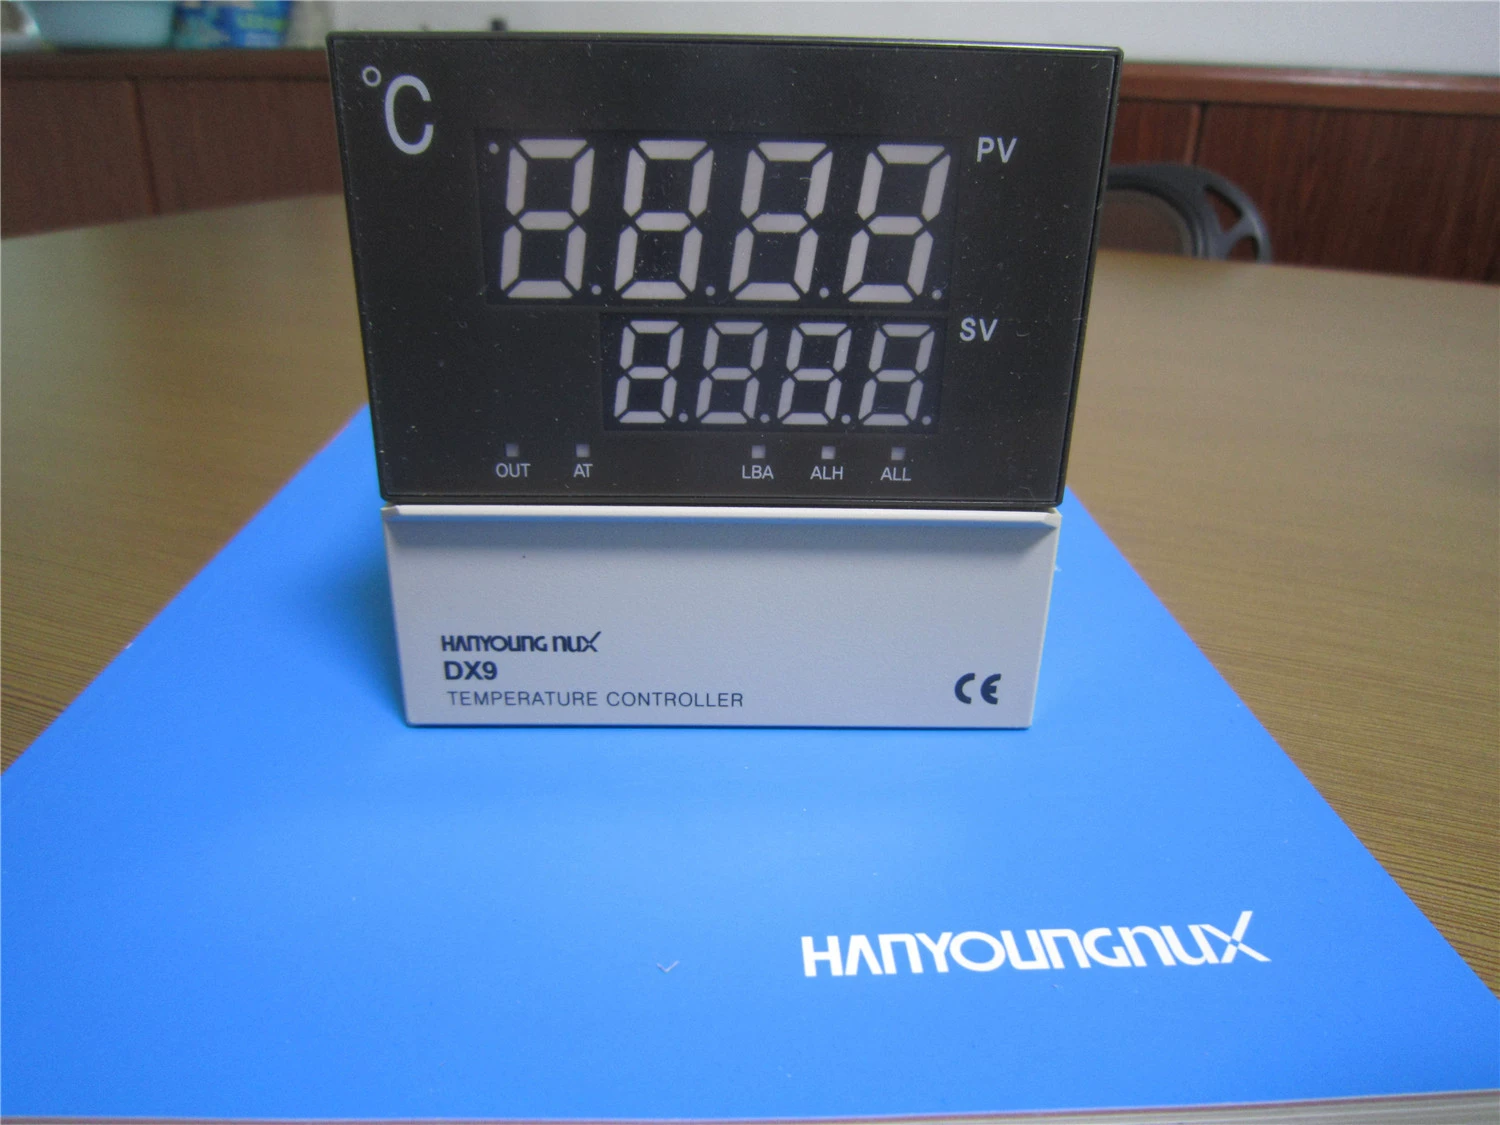 °C
PV
SV
OUT AT LBA ALH ALL
HANYOUNG NUX
DX9
TEMPERATURE CONTROLLER
CE
HANYOUNGNUX